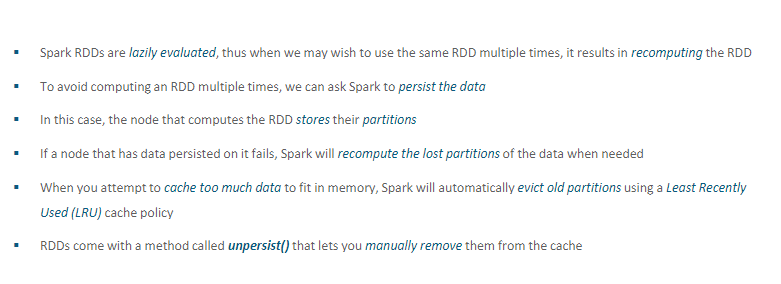 ▪ Spark RDDs are lazily evaluated, thus when we may wish to use the same RDD multiple times, it results in recomputing the RDD
▪ To avoid computing an RDD multiple times, we can ask Spark to persist the data
▪ In this case, the node that computes the RDD stores their partitions
▪ If a node that has data persisted on it fails, Spark will recompute the lost partitions of the data when needed
▪ When you attempt to cache too much data to fit in memory, Spark will automatically evict old partitions using a Least Recently
Used (LRU) cache policy
▪ RDDs come with a method called unpersist() that lets you manually remove them from the cache